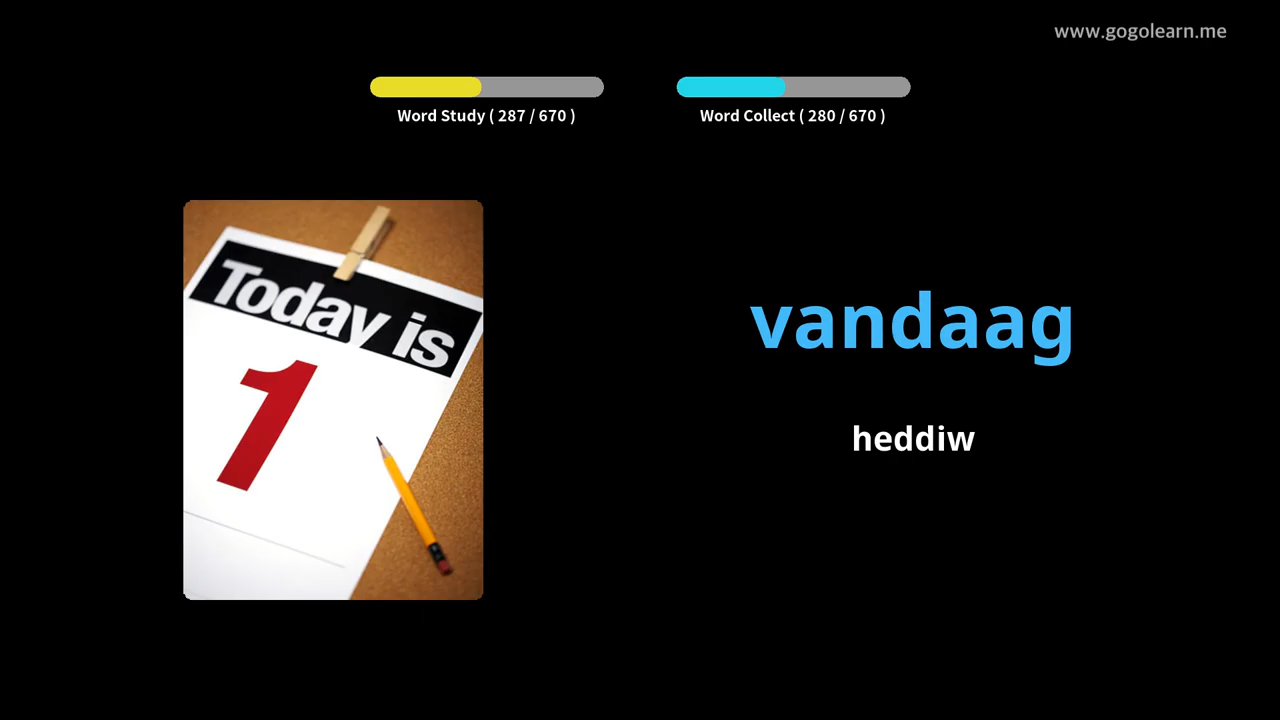 www.gogolearn.me
Word Study ( 287 / 670 )
Word Collect ( 280 / 670 )
Today is
1
vandaag
heddiw